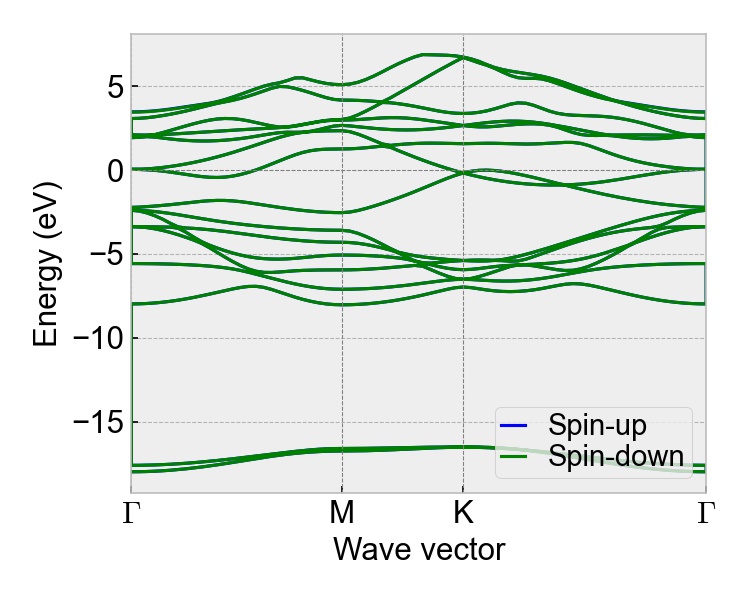 Energy (eV)
5
0
−5
−10
−15
Spin-up
Spin-down
Γ M K Γ
Wave vector